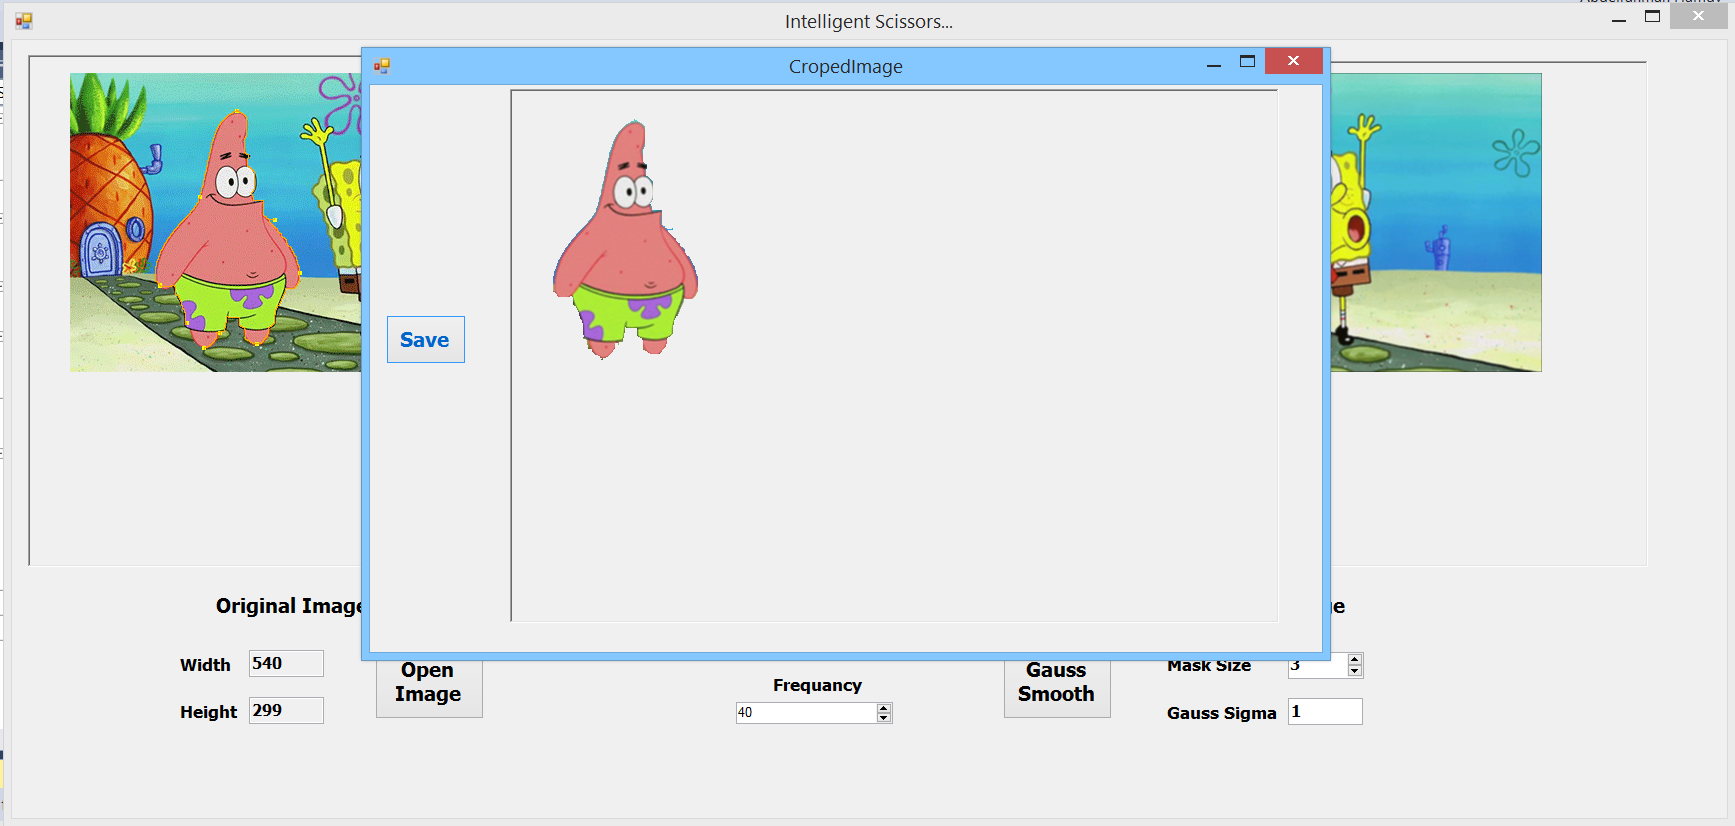 Intelligent Scissors...
CropedImage
Save
Original Image
Width 540
Height 299
Open
Image
Frequancy
40
Gauss
Smooth
Mask Size 3
Gauss Sigma 1